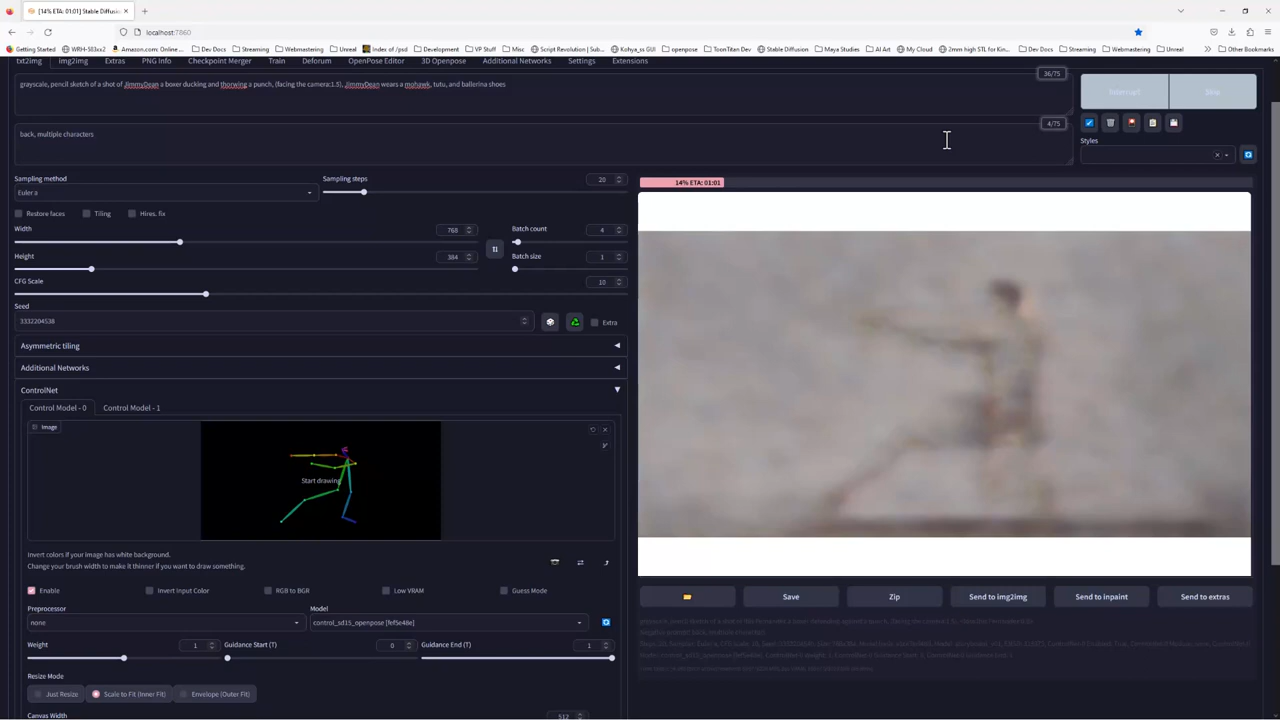 [14% ETA: 01:01] Stable Diffus
localhost:7860
Getting Started WRH-583xx2 Amazon.com: Online ... Dev Docs Streaming Webmastering Unreal Index of /psd Development VP Stuff Misc Script Revolution | Sub... Kohya_ss GUI openpose ToonTitan Dev Stable Diffusion Maya Studies AI Art My Cloud 2mm high STL for Kin... Dev Docs Streaming Webmastering Unreal Other Bookmarks
txt2img img2img Extras PNG Info Checkpoint Merger Train Deforum OpenPose Editor 3D Openpose Additional Networks Settings Extensions
grayscale, pencil sketch of a shot of JimmyDean a boxer ducking and thorwing a punch, (facing the camera:1.5), JimmyDean wears a mohawk, tutu, and ballerina shoes
36/75
Interrupt Skip
back, multiple characters
4/75
Styles
Sampling method
Euler a
Sampling steps
20
14% ETA: 01:01
Restore faces Tiling Hires. fix
Width
768
Batch count
4
Height
384
Batch size
1
CFG Scale
10
Seed
3332204538
Extra
Asymmetric tiling
Additional Networks
ControlNet
Control Model - 0 Control Model - 1
Image
Start drawing
Invert colors if your image has white background.
Change your brush width to make it thinner if you want to draw something.
Enable Invert Input Color RGB to BGR Low VRAM Guess Mode
Preprocessor
none
Model
control_sd15_openpose [fef5e48e]
Weight
1
Guidance Start (T)
0
Guidance End (T)
1
Resize Mode
Just Resize Scale to Fit (Inner Fit) Envelope (Outer Fit)
Canvas Width
512
Save Zip Send to img2img Send to inpaint Send to extras